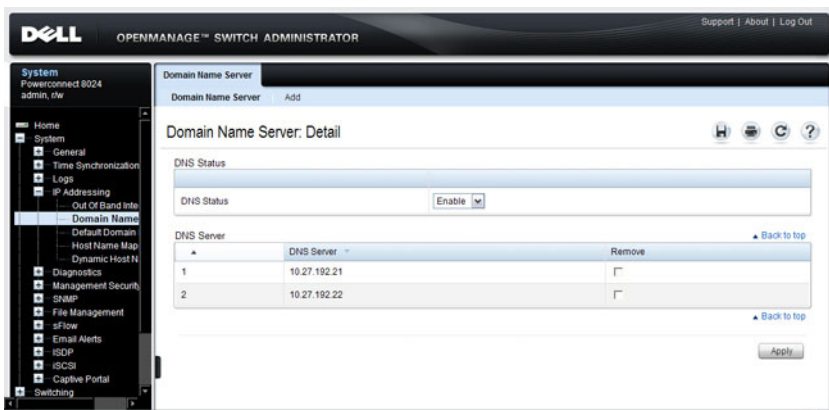 Support | About | Log Out
DELL OPENMANAGE™ SWITCH ADMINISTRATOR
System
Powerconnect 8024
admin, r/w
Home
System
General
Time Synchronization
Logs
IP Addressing
Out Of Band Inte
Domain Name
Default Domain
Host Name Map
Dynamic Host N
Diagnostics
Management Security
SNMP
File Management
sFlow
Email Alerts
ISDP
iSCSI
Captive Portal
Switching
Domain Name Server
Domain Name Server Add
Domain Name Server: Detail
DNS Status
DNS Status Enable
DNS Server Back to top
DNS Server Remove
1 10.27.192.21
2 10.27.192.22
Back to top
Apply